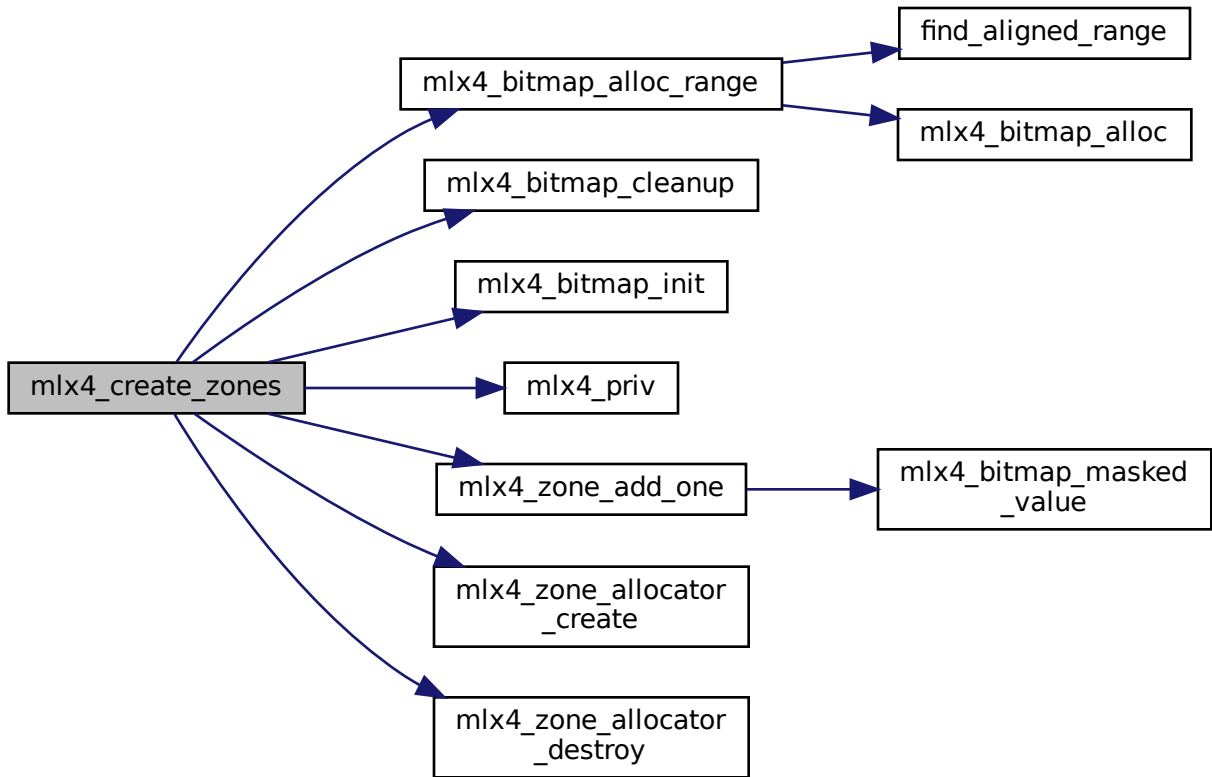 find_aligned_range
mlx4_bitmap_alloc_range
mlx4_bitmap_alloc
mlx4_bitmap_cleanup
mlx4_bitmap_init
mlx4_create_zones
mlx4_priv
mlx4_zone_add_one
mlx4_bitmap_masked
_value
mlx4_zone_allocator
_create
mlx4_zone_allocator
_destroy